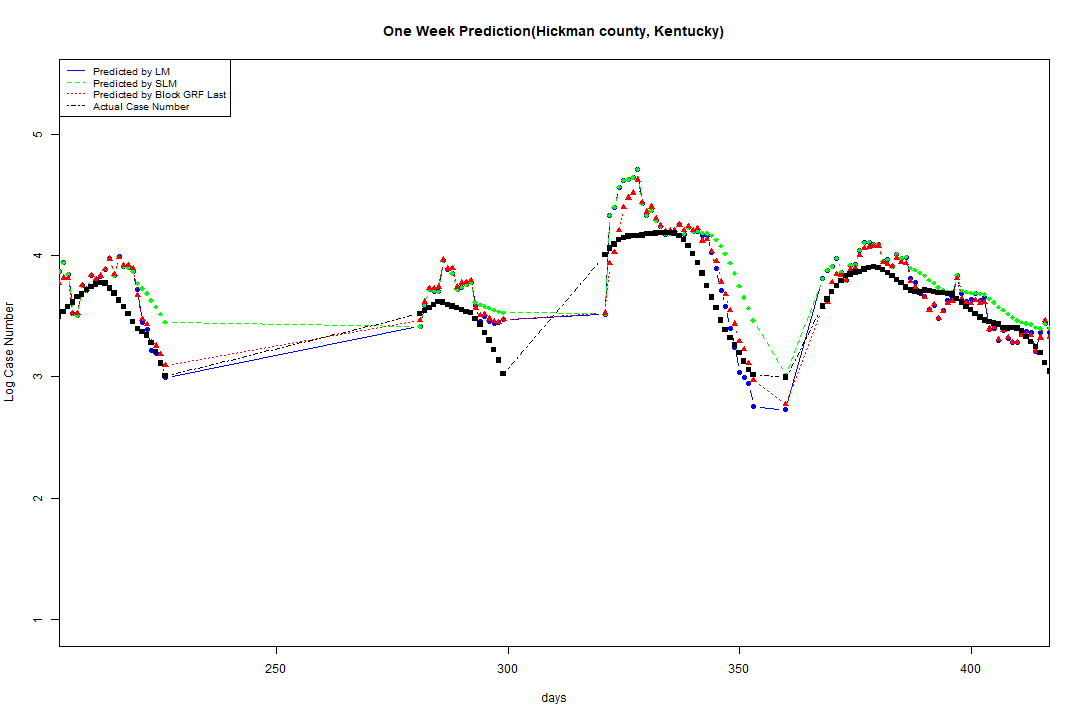 One Week Prediction(Hickman county, Kentucky)
Predicted by LM
Predicted by SLM
Predicted by Block GRF Last
Actual Case Number
5
4
3
2
1
Log Case Number
250 300 350 400
days